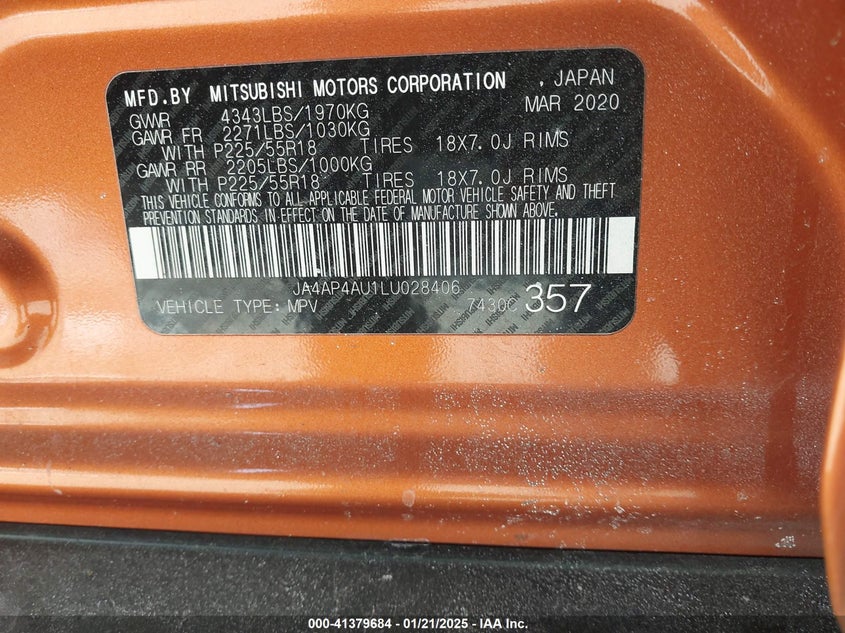 MFD.BY MITSUBISHI MOTORS CORPORATION , JAPAN
GVWR 4343LBS/1970KG MAR 2020
GAWR FR 2271LBS/1030KG
WITH P225/55R18 TIRES 18X7.0J RIMS
GAWR RR 2205LBS/1000KG
WITH P225/55R18 TIRES 18X7.0J RIMS
THIS VEHICLE CONFORMS TO ALL APPLICABLE FEDERAL MOTOR VEHICLE SAFETY AND THEFT
PREVENTION STANDARDS IN EFFECT ON THE DATE OF MANUFACTURE SHOWN ABOVE.
JA4AP4AU1LU028406
VEHICLE TYPE: MPV 7430C 357
000-41379684 - 01/21/2025 - IAA Inc.